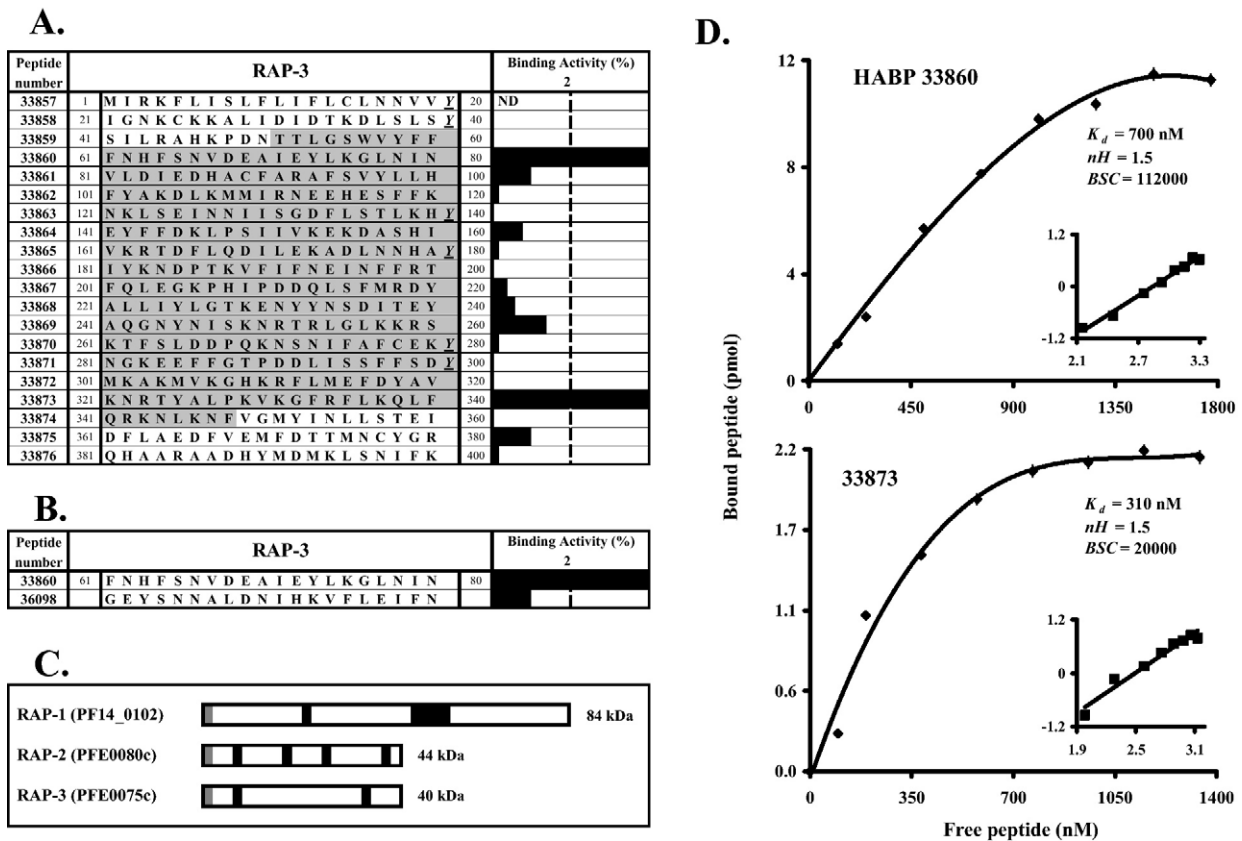 A.
Peptide number RAP-3 Binding Activity (%)
2
33857 1 M I R K F L I S L F L I F L C L N N V V Y 20 ND
33858 21 I G N K C K K A L I D I D T K D L S L S Y 40
33859 41 S I L R A H K P D N T T L G S W V Y F F 60
33860 61 F N H F S N V D E A I E Y L K G L N I N 80
33861 81 V L D I E D H A C F A R A F S V Y L L H 100
33862 101 F Y A K D L K M M I R N E E H E S F F K 120
33863 121 N K L S E I N N I I S G D F L S T L K H Y 140
33864 141 E Y F F D K L P S I I V K E K D A S H I 160
33865 161 V K R T D F L Q D I L E K A D L N N H A Y 180
33866 181 I Y K N D P T K V F I F N E I N F F R T 200
33867 201 F Q L E G K P H I P D D Q L S F M R D Y 220
33868 221 A L L I Y L G T K E N Y Y N S D I T E Y 240
33869 241 A Q G N Y N I S K N R T R L G L K K R S 260
33870 261 K T F S L D D P Q K N S N I F A F C E K Y 280
33871 281 N G K E E F F G T P D D L I S S F F S D Y 300
33872 301 M K A K M V K G H K R F L M E F D Y A V 320
33873 321 K N R T Y A L P K V K G F R F L K Q L F 340
33874 341 Q R K N L K N F V G M Y I N L L S T E I 360
33875 361 D F L A E D F V E M F D T T M N C Y G R 380
33876 381 Q H A A R A A D H Y M D M K L S N I F K 400
B.
Peptide number RAP-3 Binding Activity (%)
2
33860 61 F N H F S N V D E A I E Y L K G L N I N 80
36098 G E Y S N N A L D N I H K V F L E I F N
C.
RAP-1 (PF14_0102) 84 kDa
RAP-2 (PFE0080c) 44 kDa
RAP-3 (PFE0075c) 40 kDa
D.
Bound peptide (pmol)
HABP 33860
12
8
4
0
0 450 900 1350 1800
K d = 700 nM
nH = 1.5
BSC = 112000
1.2
0
-1.2
2.1 2.7 3.3
33873
2.2
1.7
1.1
0.6
0.0
0 350 700 1050 1400
K d = 310 nM
nH = 1.5
BSC = 20000
1.2
0
-1.2
1.9 2.5 3.1
Free peptide (nM)